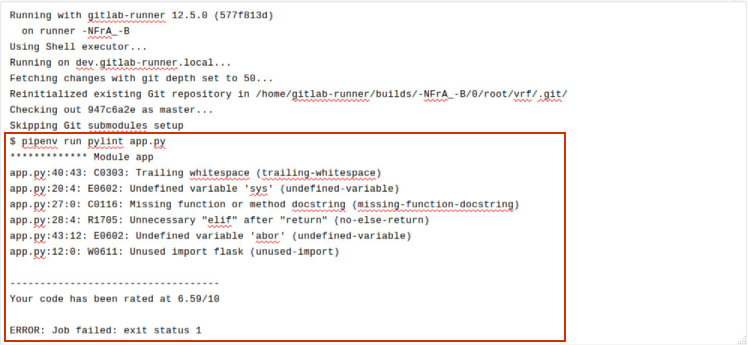 Running with gitlab-runner 12.5.0 (577f813d)
on runner -NFrA_-B
Using Shell executor...
Running on dev.gitlab-runner.local...
Fetching changes with git depth set to 50...
Reinitialized existing Git repository in /home/gitlab-runner/builds/-NFrA_-B/0/root/vrf/.git/
Checking out 947c6a2e as master...
Skipping Git submodules setup
$ pipenv run pylint app.py
************* Module app
app.py:40:43: C0303: Trailing whitespace (trailing-whitespace)
app.py:20:4: E0602: Undefined variable 'sys' (undefined-variable)
app.py:27:0: C0116: Missing function or method docstring (missing-function-docstring)
app.py:28:4: R1705: Unnecessary "elif" after "return" (no-else-return)
app.py:43:12: E0602: Undefined variable 'abor' (undefined-variable)
app.py:12:0: W0611: Unused import flask (unused-import)
-----------------------------------
Your code has been rated at 6.59/10
ERROR: Job failed: exit status 1